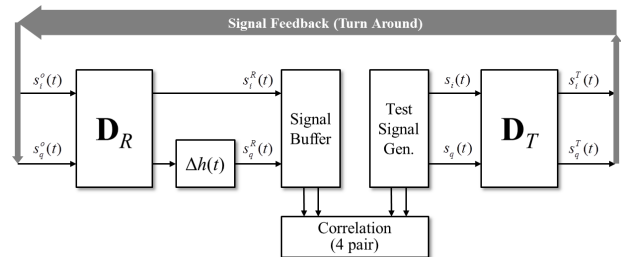 Signal Feedback (Turn Around)
s_i^o(t) s_i^R(t) s_i(t) s_i^T(t)
D_R Signal Buffer Test Signal Gen. D_T
s_q^o(t) Δh(t) s_q^R(t) s_q(t) s_q^T(t)
Correlation
(4 pair)